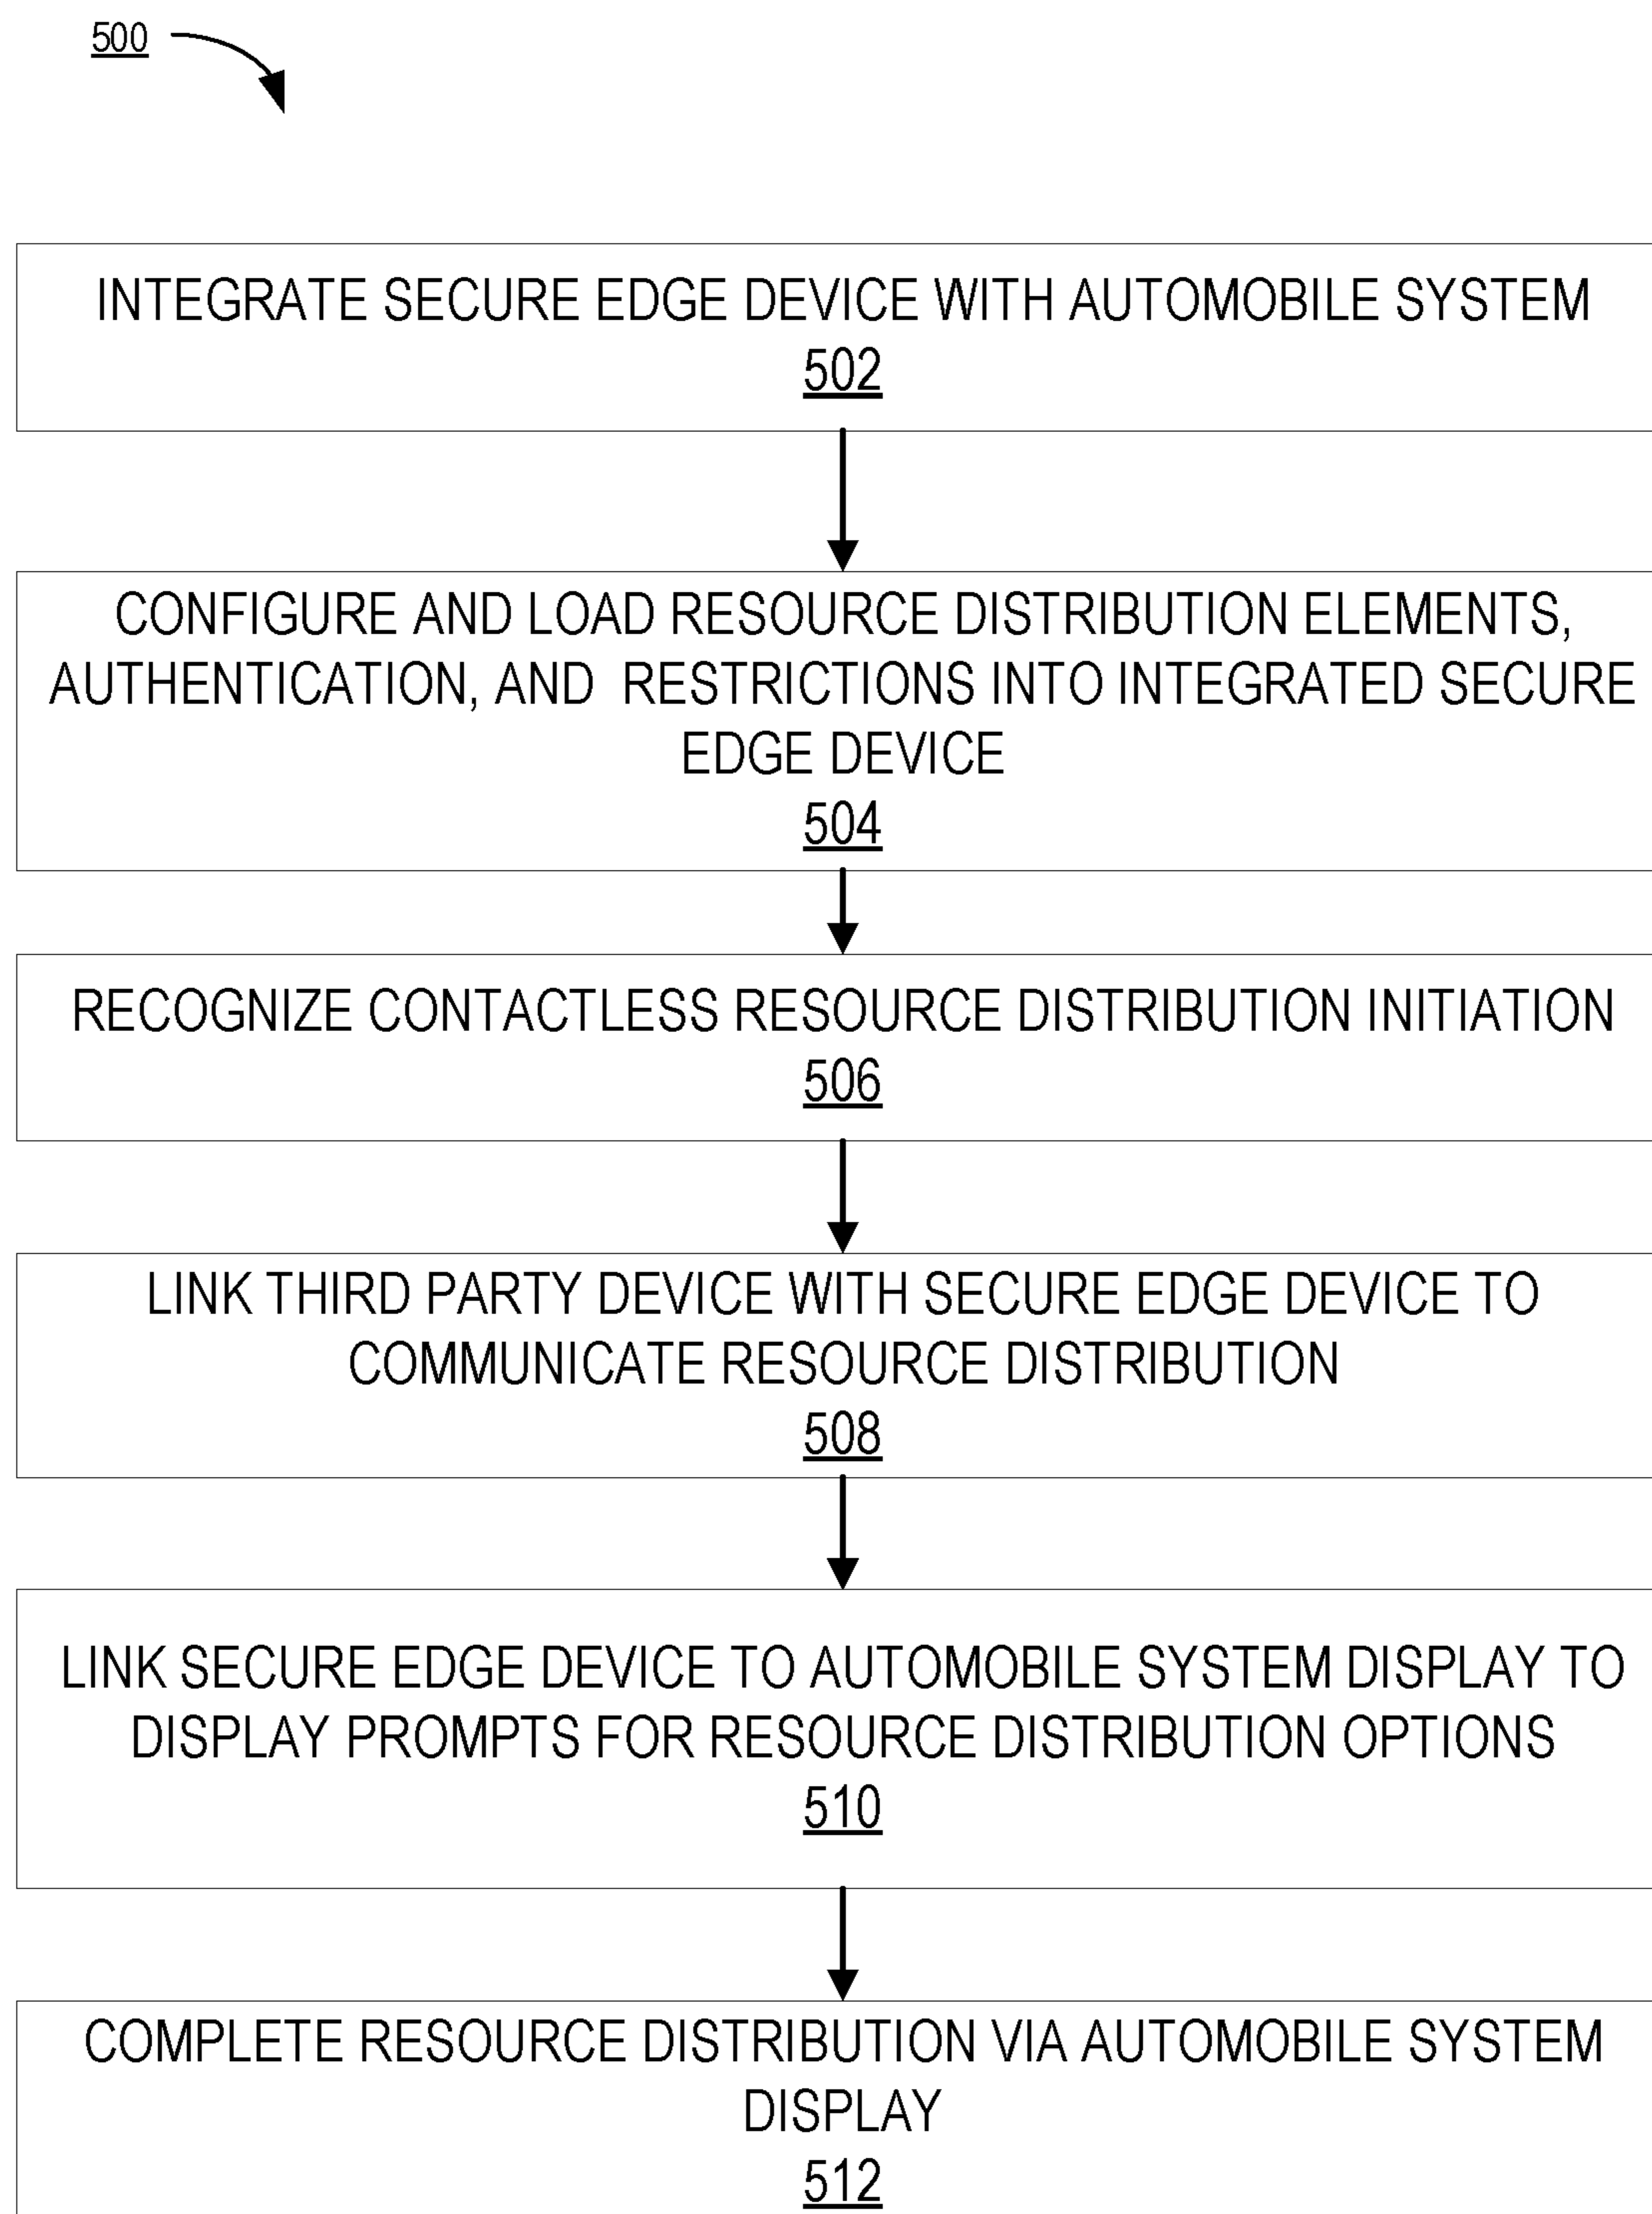 500
INTEGRATE SECURE EDGE DEVICE WITH AUTOMOBILE SYSTEM
502
CONFIGURE AND LOAD RESOURCE DISTRIBUTION ELEMENTS,
AUTHENTICATION, AND RESTRICTIONS INTO INTEGRATED SECURE
EDGE DEVICE
504
RECOGNIZE CONTACTLESS RESOURCE DISTRIBUTION INITIATION
506
LINK THIRD PARTY DEVICE WITH SECURE EDGE DEVICE TO
COMMUNICATE RESOURCE DISTRIBUTION
508
LINK SECURE EDGE DEVICE TO AUTOMOBILE SYSTEM DISPLAY TO
DISPLAY PROMPTS FOR RESOURCE DISTRIBUTION OPTIONS
510
COMPLETE RESOURCE DISTRIBUTION VIA AUTOMOBILE SYSTEM
DISPLAY
512